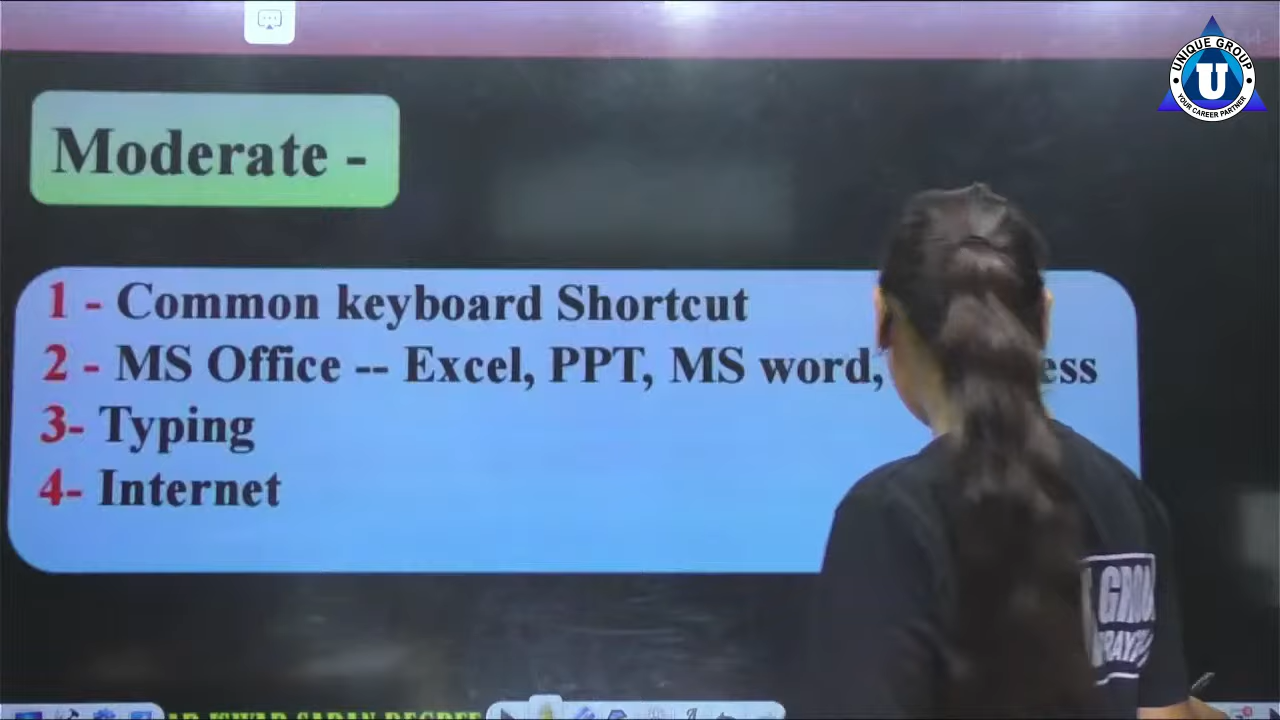 UNIQUE GROUP
U
YOUR CAREER PARTNER
Moderate -
1 - Common keyboard Shortcut
2 - MS Office -- Excel, PPT, MS word,
3- Typing
4- Internet